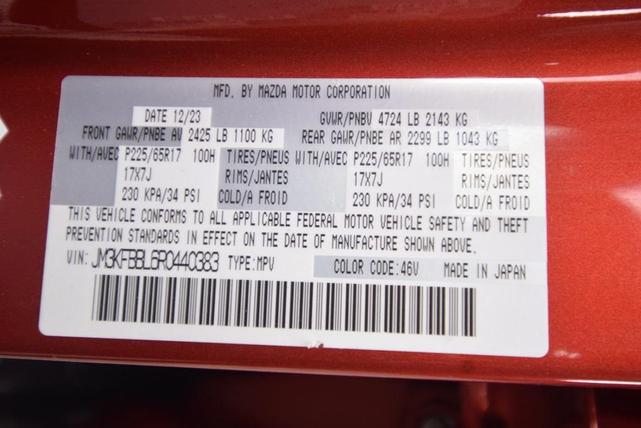 MFD. BY MAZDA MOTOR CORPORATION
DATE 12/23 GVWR/PNBV 4724 LB 2143 KG
FRONT GAWR/PNBE AV 2425 LB 1100 KG REAR GAWR/PNBE AR 2299 LB 1043 KG
WITH/AVEC P225/65R17 100H TIRES/PNEUS WITH/AVEC P225/65R17 100H TIRES/PNEUS
17X7J RIMS/JANTES 17X7J RIMS/JANTES
230 KPA/34 PSI COLD/A FROID 230 KPA/34 PSI COLD/A FROID
THIS VEHICLE CONFORMS TO ALL APPLICABLE FEDERAL MOTOR VEHICLE SAFETY AND THEFT
PREVENTION STANDARDS IN EFFECT ON THE DATE OF MANUFACTURE SHOWN ABOVE.
VIN: JM3KFBBL6R0440383 TYPE:MPV COLOR CODE:46V MADE IN JAPAN